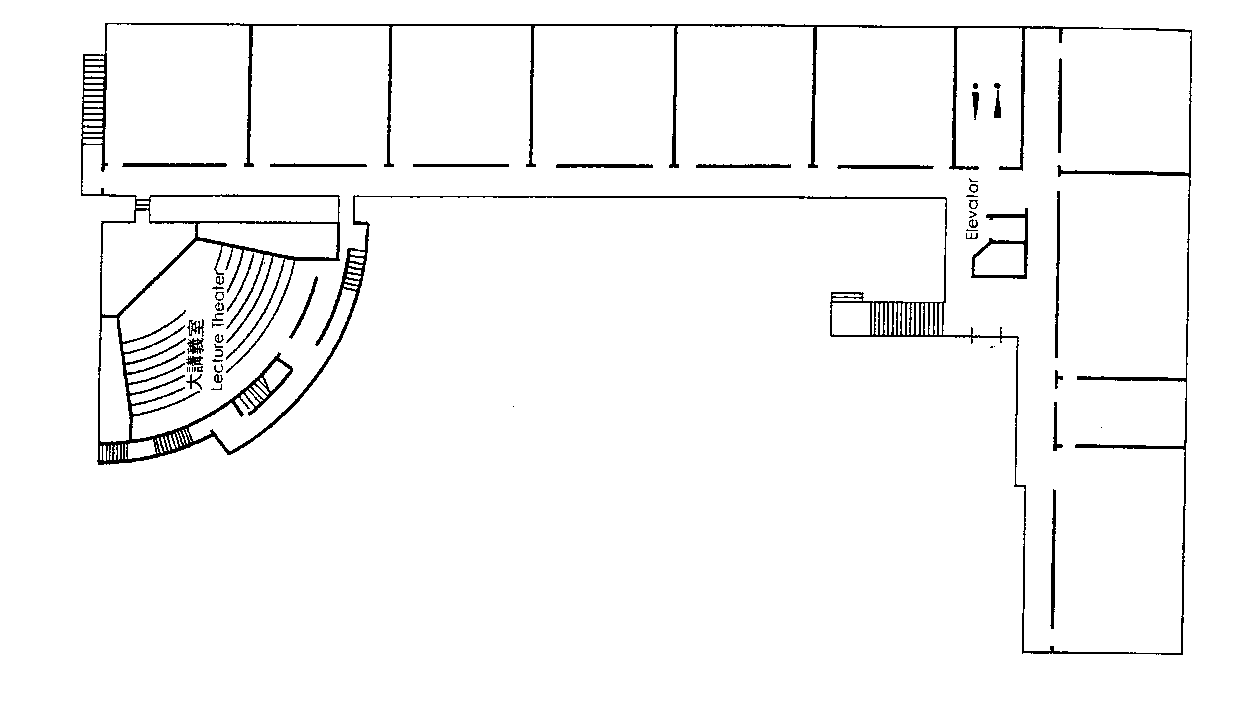 大講義室
Lecture Theater
Elevator